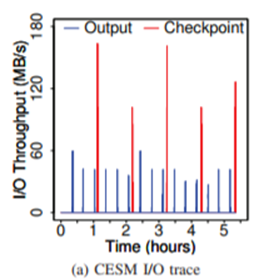 Output Checkpoint
I/O Throughput (MB/s)
180
120
60
0
0 1 2 3 4 5
Time (hours)
(a) CESM I/O trace